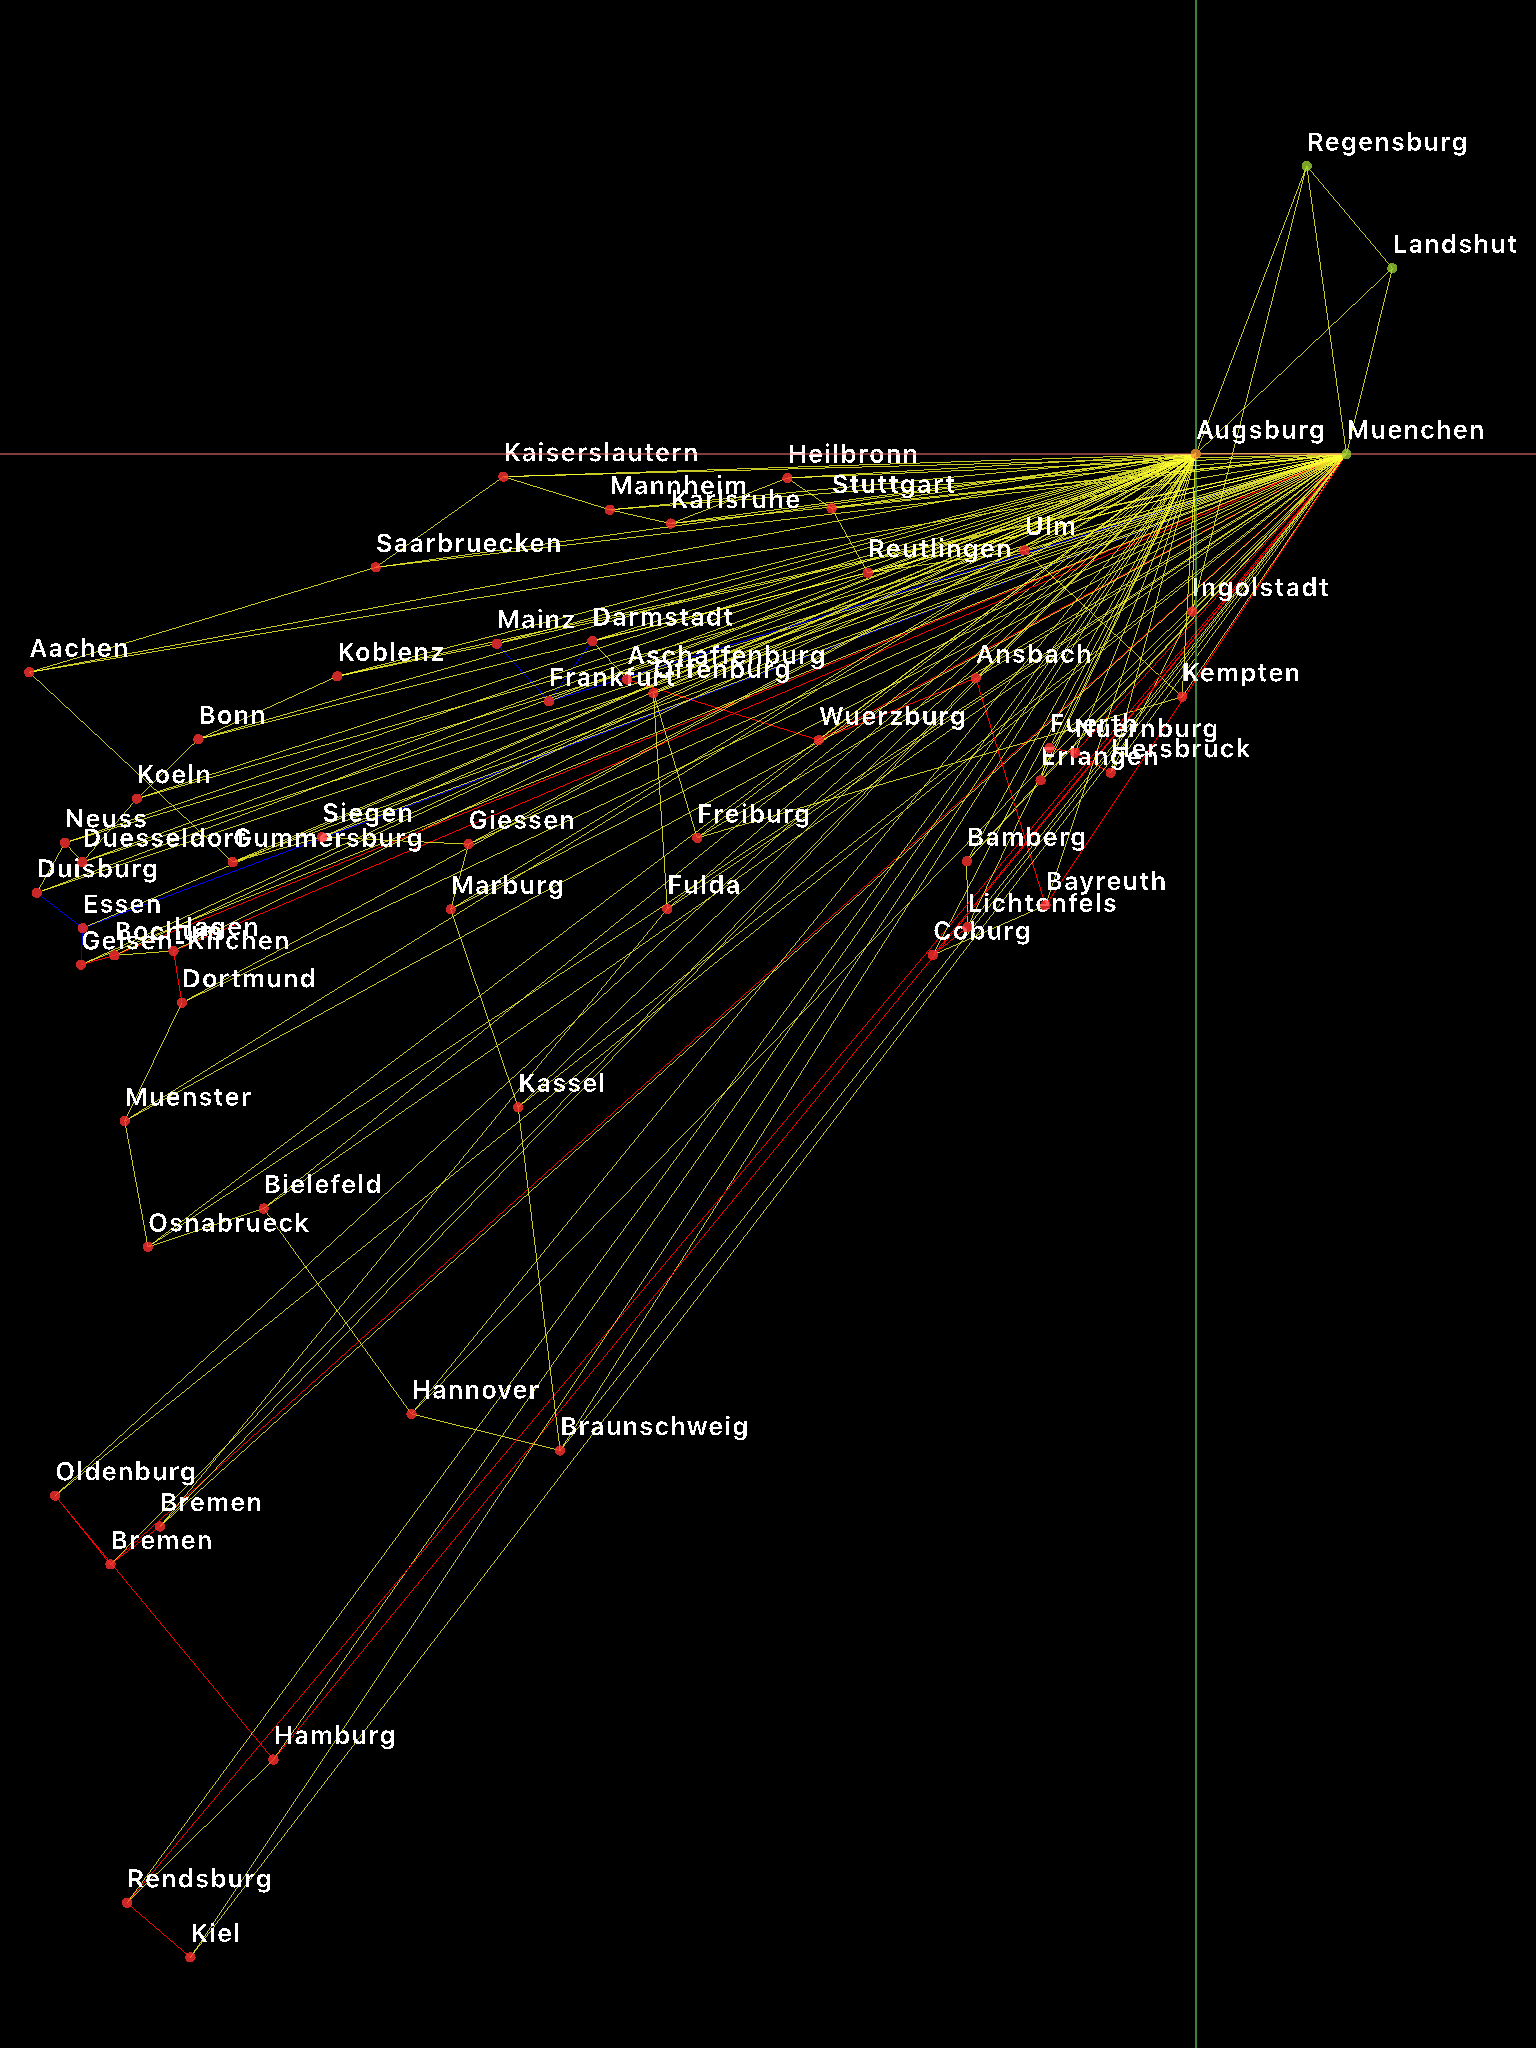 Regensburg
Landshut
Augsburg
Muenchen
Kaiserslautern
Heilbronn
Mannheim
Stuttgart
Karlsruhe
Ulm
Saarbruecken
Reutlingen
Ingolstadt
Mainz
Darmstadt
Aachen
Koblenz
Aschaffenburg
Ansbach
Offenburg
Frankfurt
Kempten
Bonn
Wuerzburg
Fuerth
Nuernburg
Hersbruck
Erlangen
Koeln
Siegen
Freiburg
Neuss
Giessen
Duesseldorf
Gummersburg
Bamberg
Duisburg
Marburg
Fulda
Bayreuth
Essen
Lichtenfels
Hagen
Bochum
Coburg
Gelsen-Kirchen
Dortmund
Kassel
Muenster
Bielefeld
Osnabrueck
Hannover
Braunschweig
Oldenburg
Bremen
Bremen
Hamburg
Rendsburg
Kiel